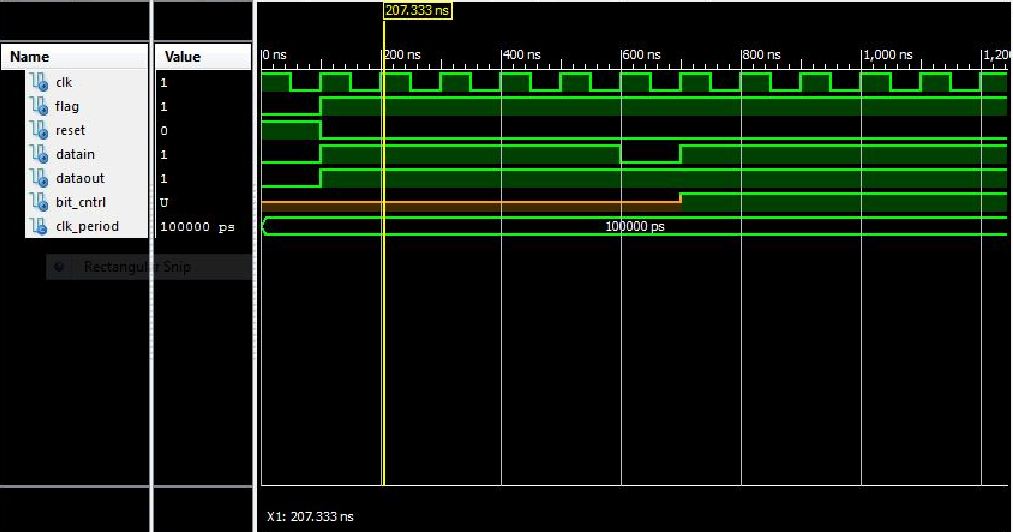 207.333 ns
Name Value
0 ns 200 ns 400 ns 600 ns 800 ns 1,000 ns 1,20
clk 1
flag 1
reset 0
datain 1
dataout 1
bit_cntrl U
clk_period 100000 ps 100000 ps
Rectangular Snip
X1: 207.333 ns